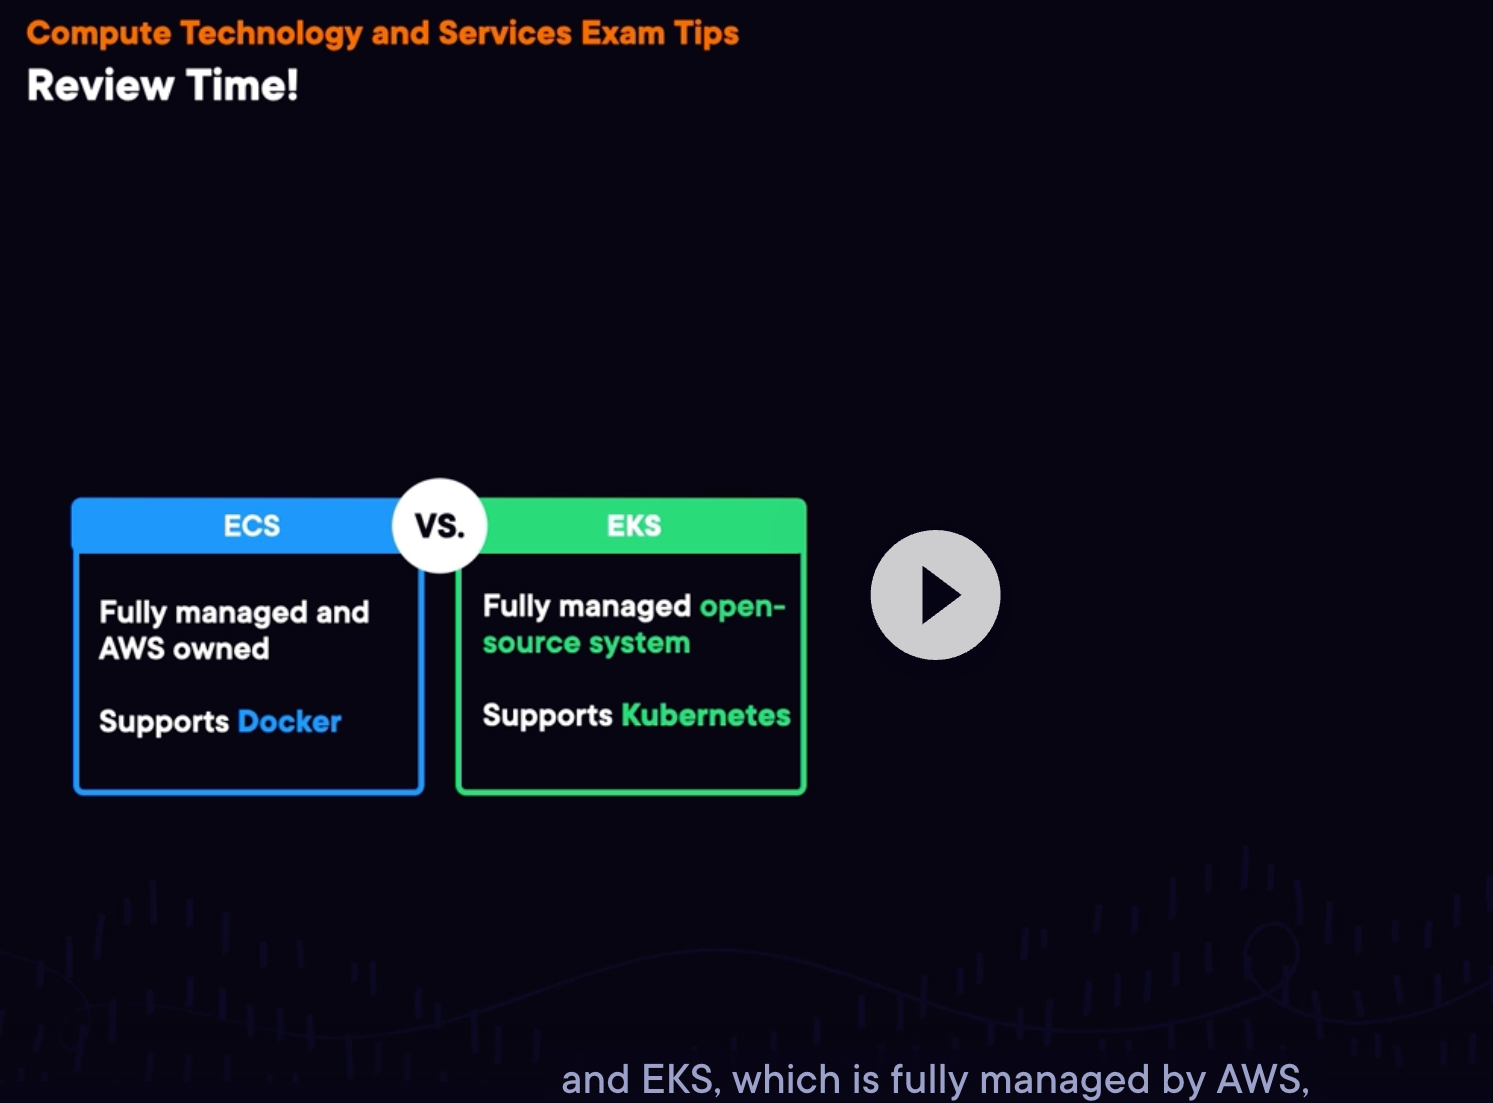 Compute Technology and Services Exam Tips
Review Time!
ECS
VS.
EKS
Fully managed and
AWS owned
Supports Docker
Fully managed open-
source system
Supports Kubernetes
and EKS, which is fully managed by AWS,